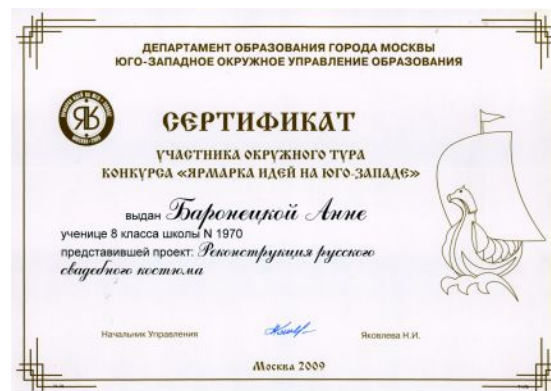 ДЕПАРТАМЕНТ ОБРАЗОВАНИЯ ГОРОДА МОСКВЫ
ЮГО-ЗАПАДНОЕ ОКРУЖНОЕ УПРАВЛЕНИЕ ОБРАЗОВАНИЯ
ЯБ
СЕРТИФИКАТ
УЧАСТНИКА ОКРУЖНОГО ТУРА
КОНКУРСА «ЯРМАРКА ИДЕЙ НА ЮГО-ЗАПАДЕ»
выдан Баронецкой Анне
ученице 8 класса школы N 1970
представившей проект: Реконструкция русского
свадебного костюма
Начальник Управления
Яковлева Н.И.
Москва 2009